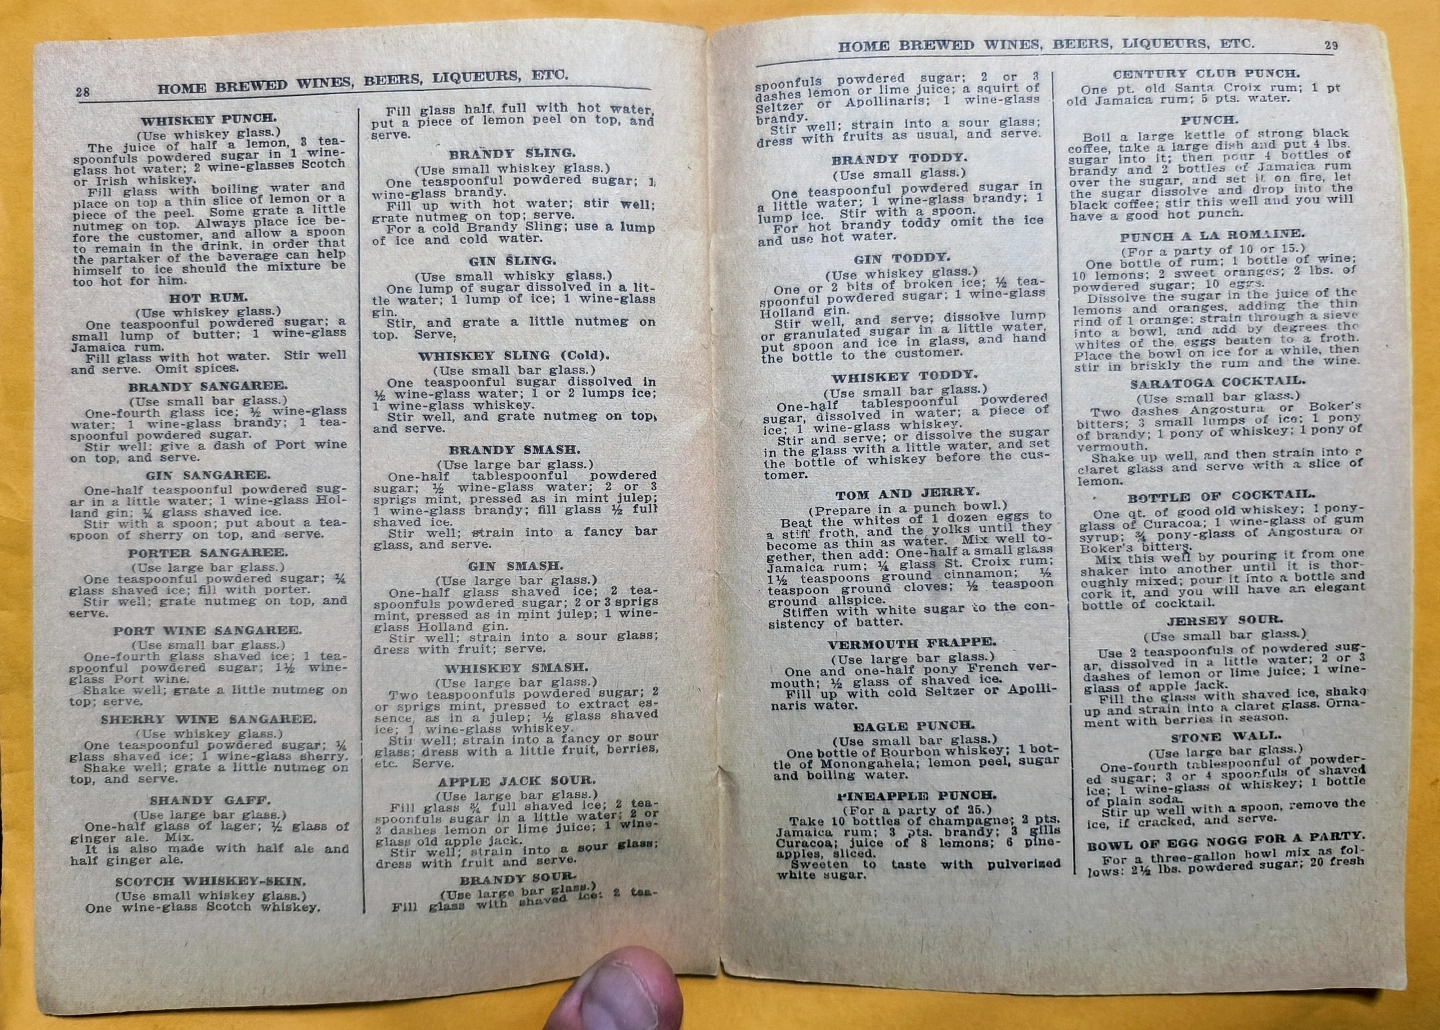 28 HOME BREWED WINES, BEERS, LIQUEURS, ETC.
WHISKEY PUNCH.
(Use whiskey glass.)
The juice of half a lemon, 3 tea-
spoonfuls powdered sugar in 1 wine-
glass hot water; 2 wine-glasses Scotch
or Irish whiskey.
Fill glass with boiling water and
place on top a thin slice of lemon or a
piece of the peel. Some grate a little
nutmeg on top. Always place ice be-
fore the customer, and allow a spoon
to remain in the drink, in order that
the partaker of the beverage can help
himself to ice should the mixture be
too hot for him.
HOT RUM.
(Use whiskey glass.)
One teaspoonful powdered sugar; a
small lump of butter; 1 wine-glass
Jamaica rum.
Fill glass with hot water. Stir well
and serve. Omit spices.
BRANDY SANGAREE.
(Use small bar glass.)
One-fourth glass ice; ½ wine-glass
water; 1 wine-glass brandy; 1 tea-
spoonful powdered sugar.
Stir well; give a dash of Port wine
on top, and serve.
GIN SANGAREE.
One-half teaspoonful powdered sug-
ar in a little water; 1 wine-glass Hol-
land gin; ¼ glass shaved ice.
Stir with a spoon; put about a tea-
spoon of sherry on top, and serve.
PORTER SANGAREE.
(Use large bar glass.)
One teaspoonful powdered sugar; ¼
glass shaved ice; fill with porter.
Stir well; grate nutmeg on top, and
serve.
PORT WINE SANGAREE.
(Use small bar glass.)
One-fourth glass shaved ice; 1 tea-
spoonful powdered sugar; 1½ wine-
glass Port wine.
Shake well; grate a little nutmeg on
top; serve.
SHERRY WINE SANGAREE.
(Use whiskey glass.)
One teaspoonful powdered sugar; ¼
glass shaved ice; 1 wine-glass sherry.
Shake well; grate a little nutmeg on
top, and serve.
SHANDY GAFF.
(Use large bar glass.)
One-half glass of lager; ½ glass of
ginger ale. Mix.
It is also made with half ale and
half ginger ale.
SCOTCH WHISKEY-SKIN.
(Use small whiskey glass.)
One wine-glass Scotch whiskey.
Fill glass half full with hot water,
put a piece of lemon peel on top, and
serve.
BRANDY SLING.
(Use small whiskey glass.)
One teaspoonful powdered sugar; 1
wine-glass brandy.
Fill up with hot water; stir well;
grate nutmeg on top; serve.
For a cold Brandy Sling; use a lump
of ice and cold water.
GIN SLING.
(Use small whisky glass.)
One lump of sugar dissolved in a lit-
tle water; 1 lump of ice; 1 wine-glass
gin.
Stir, and grate a little nutmeg on
top. Serve,
WHISKEY SLING (Cold).
(Use small bar glass.)
One teaspoonful sugar dissolved in
½ wine-glass water; 1 or 2 lumps ice;
1 wine-glass whiskey.
Stir well, and grate nutmeg on top,
and serve.
BRANDY SMASH.
(Use large bar glass.)
One-half tablespoonful powdered
sugar; ½ wine-glass water; 2 or 3
sprigs mint, pressed as in mint julep;
1 wine-glass brandy; fill glass ½ full
shaved ice.
Stir well; strain into a fancy bar
glass, and serve.
GIN SMASH.
(Use large bar glass.)
One-half glass shaved ice; 2 tea-
spoonfuls powdered sugar; 2 or 3 sprigs
mint, pressed as in mint julep; 1 wine-
glass Holland gin.
Stir well; strain into a sour glass;
dress with fruit; serve.
WHISKEY SMASH.
(Use large bar glass.)
Two teaspoonfuls powdered sugar; 2
or sprigs mint, pressed to extract es-
sence, as in a julep; ½ glass shaved
ice; 1 wine-glass whiskey.
Stir well; strain into a fancy or sour
glass; dress with a little fruit, berries,
etc. Serve.
APPLE JACK SOUR.
(Use large bar glass.)
Fill glass ¾ full shaved ice; 2 tea-
spoonfuls sugar in a little water; 2 or
3 dashes lemon or lime juice; 1 wine-
glass old apple jack.
Stir well; strain into a sour glass;
dress with fruit and serve.
BRANDY SOUR.
(Use large bar glass.)
Fill glass with shaved ice; 2 tea-
HOME BREWED WINES, BEERS, LIQUEURS, ETC. 29
spoonfuls powdered sugar; 2 or 3
dashes lemon or lime juice; a squirt of
Seltzer or Apollinaris; 1 wine-glass
brandy.
Stir well; strain into a sour glass;
dress with fruits as usual, and serve.
BRANDY TODDY.
(Use small glass.)
One teaspoonful powdered sugar in
a little water; 1 wine-glass brandy; 1
lump ice. Stir with a spoon.
For hot brandy toddy omit the ice
and use hot water.
GIN TODDY.
(Use whiskey glass.)
One or 2 bits of broken ice; ½ tea-
spoonful powdered sugar; 1 wine-glass
Holland gin.
Stir well, and serve; dissolve lump
or granulated sugar in a little water,
put spoon and ice in glass, and hand
the bottle to the customer.
WHISKEY TODDY.
(Use small bar glass.)
One-half tablespoonful powdered
sugar, dissolved in water; a piece of
ice; 1 wine-glass whiskey.
Stir and serve; or dissolve the sugar
in the glass with a little water, and set
the bottle of whiskey before the cus-
tomer.
TOM AND JERRY.
(Prepare in a punch bowl.)
Beat the whites of 1 dozen eggs to
a stiff froth, and the yolks until they
become as thin as water. Mix well to-
gether, then add: One-half a small glass
Jamaica rum; ¼ glass St. Croix rum;
1½ teaspoons ground cinnamon; ½
teaspoon ground cloves; ½ teaspoon
ground allspice.
Stiffen with white sugar to the con-
sistency of batter.
VERMOUTH FRAPPE.
(Use large bar glass.)
One and one-half pony French ver-
mouth; ½ glass of shaved ice.
Fill up with cold Seltzer or Apolli-
naris water.
EAGLE PUNCH.
(Use small bar glass.)
One bottle of Bourbon whiskey; 1 bot-
tle of Monongahela; lemon peel, sugar
and boiling water.
PINEAPPLE PUNCH.
(For a party of 25.)
Take 10 bottles of champagne; 2 pts.
Jamaica rum; 3 pts. brandy; 3 gills
Curacoa; juice of 8 lemons; 6 pine-
apples, sliced.
Sweeten to taste with pulverized
white sugar.
CENTURY CLUB PUNCH.
One pt. old Santa Croix rum; 1 pt
old Jamaica rum; 5 pts. water.
PUNCH.
Boil a large kettle of strong black
coffee, take a large dish and put 4 lbs.
sugar into it; then pour 4 bottles of
brandy and 2 bottles of Jamaica rum
over the sugar, and set it on fire, let
the sugar dissolve and drop into the
black coffee; stir this well and you will
have a good hot punch.
PUNCH A LA ROMAINE.
(For a party of 10 or 15.)
One bottle of rum; 1 bottle of wine;
10 lemons; 2 sweet oranges; 2 lbs. of
powdered sugar; 10 eggs.
Dissolve the sugar in the juice of the
lemons and oranges, adding the thin
rind of 1 orange; strain through a sieve
into a bowl, and add by degrees the
whites of the eggs beaten to a froth.
Place the bowl on ice for a while, then
stir in briskly the rum and the wine.
SARATOGA COCKTAIL.
(Use small bar glass.)
Two dashes Angostura or Boker's
bitters; 3 small lumps of ice; 1 pony
of brandy; 1 pony of whiskey; 1 pony of
vermouth.
Shake up well, and then strain into a
claret glass and serve with a slice of
lemon.
BOTTLE OF COCKTAIL.
One qt. of good old whiskey; 1 pony-
glass of Curacoa; 1 wine-glass of gum
syrup; ¾ pony-glass of Angostura or
Boker's bitters.
Mix this well by pouring it from one
shaker into another until it is thor-
oughly mixed; pour it into a bottle and
cork it, and you will have an elegant
bottle of cocktail.
JERSEY SOUR.
(Use small bar glass.)
Use 2 teaspoonfuls of powdered sug-
ar, dissolved in a little water; 2 or 3
dashes of lemon or lime juice; 1 wine-
glass of apple jack.
Fill the glass with shaved ice, shake
up and strain into a claret glass. Orna-
ment with berries in season.
STONE WALL.
(Use large bar glass.)
One-fourth tablespoonful of powder-
ed sugar; 3 or 4 spoonfuls of shaved
ice; 1 wine-glass of whiskey; 1 bottle
of plain soda.
Stir up well with a spoon, remove the
ice, if cracked, and serve.
BOWL OF EGG NOGG FOR A PARTY.
For a three-gallon bowl mix as fol-
lows: 2½ lbs. powdered sugar; 20 fresh